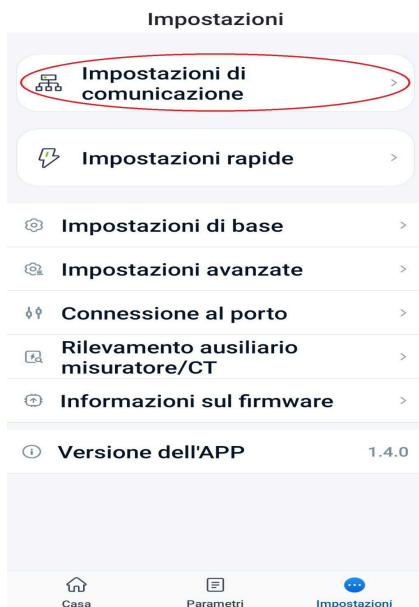 Impostazioni
Impostazioni di
comunicazione
Impostazioni rapide
Impostazioni di base
Impostazioni avanzate
Connessione al porto
Rilevamento ausiliario
misuratore/CT
Informazioni sul firmware
Versione dell'APP 1.4.0
Casa Parametri Impostazioni